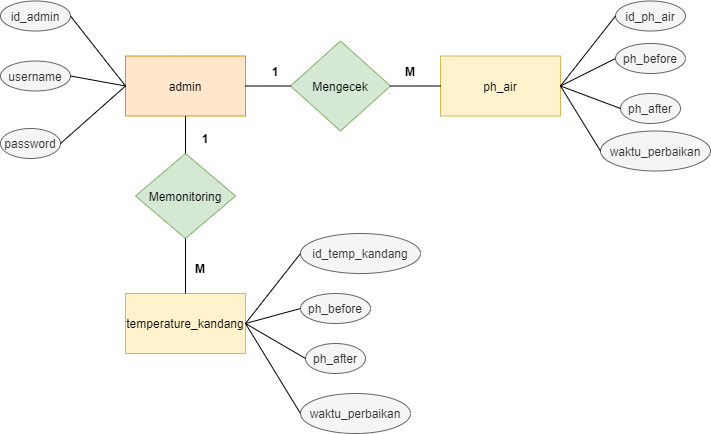 id_admin
username
password
admin
1
Mengecek
M
ph_air
id_ph_air
ph_before
ph_after
waktu_perbaikan
1
Memonitoring
M
temperature_kandang
id_temp_kandang
ph_before
ph_after
waktu_perbaikan